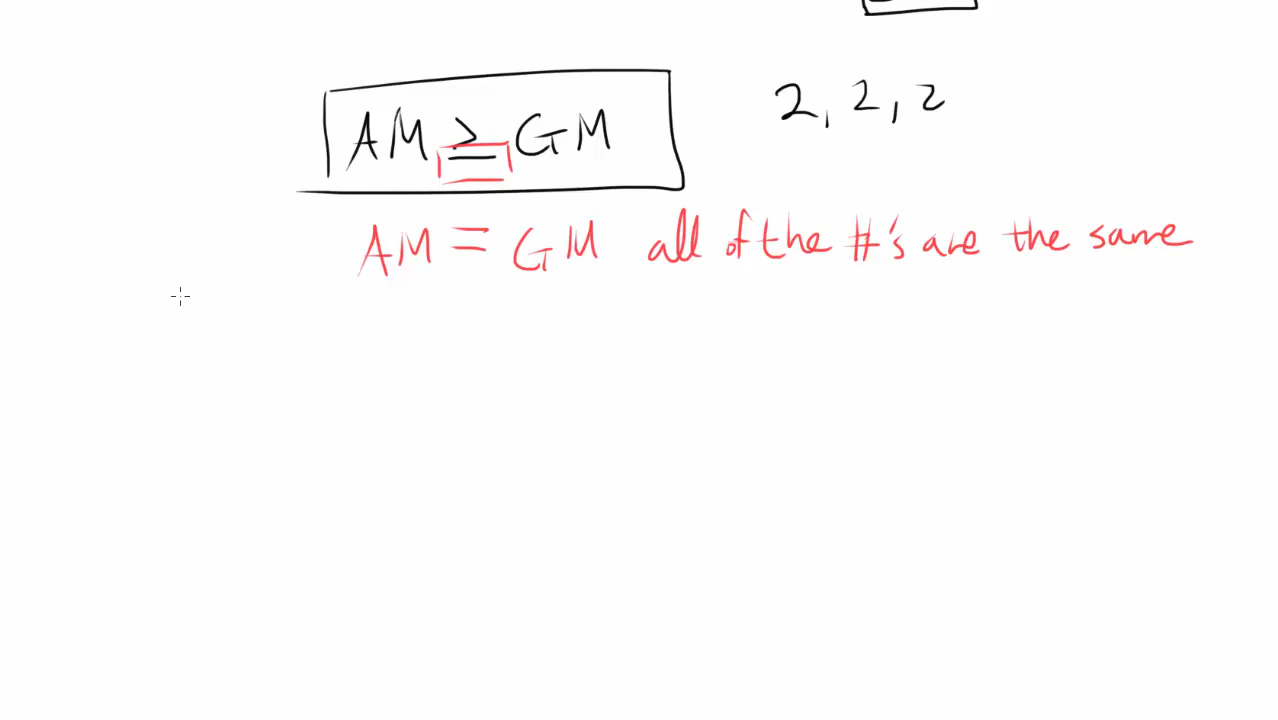 AM ≥ GM
2, 2, 2
AM = GM all of the #'s are the same